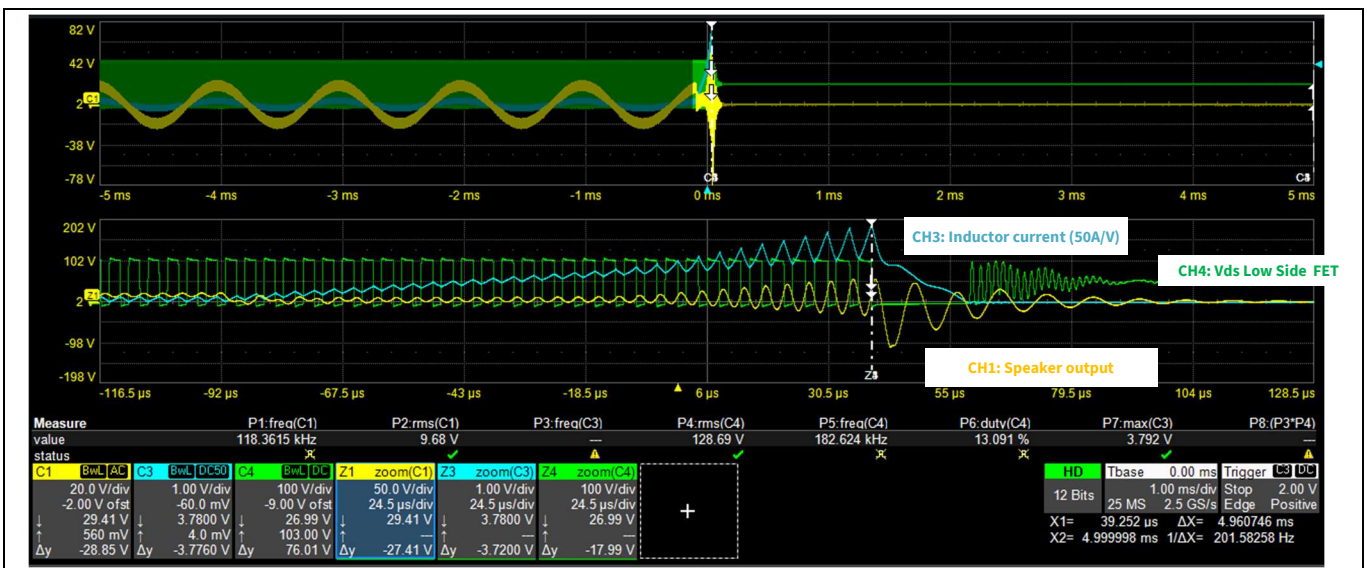 82 V
42 V
2 V
C1
-38 V
-78 V
-5 ms -4 ms -3 ms -2 ms -1 ms 0 ms 1 ms 2 ms 3 ms 4 ms 5 ms
202 V
102 V
2 V
Z1
-98 V
-198 V
CH3: Inductor current (50A/V)
CH4: Vds Low Side FET
CH1: Speaker output
-116.5 µs -92 µs -67.5 µs -43 µs -18.5 µs 6 µs 30.5 µs 55 µs 79.5 µs 104 µs 128.5 µs
Measure P1:freq(C1) P2:rms(C1) P3:freq(C3) P4:rms(C4) P5:freq(C4) P6:duty(C4) P7:max(C3) P8:(P3*P4)
value 118.3615 kHz 9.68 V --- 128.69 V 182.624 kHz 13.091 % 3.792 V ---
status
C1 BwL AC C3 BwL DC50 C4 BwL DC Z1 zoom(C1) Z3 zoom(C3) Z4 zoom(C4)
20.0 V/div 1.00 V/div 100 V/div 50.0 V/div 1.00 V/div 100 V/div
-2.00 V ofst -60.0 mV -9.00 V ofst 24.5 µs/div 24.5 µs/div 24.5 µs/div
↓ 29.41 V ↓ 3.7800 V ↓ 26.99 V ↓ 29.41 V ↓ 3.7800 V ↓ 26.99 V
↑ 560 mV ↑ 4.0 mV ↑ 103.00 V ↑ --- ↑ --- ↑ ---
Δy -28.85 V Δy -3.7760 V Δy 76.01 V Δy -27.41 V Δy -3.7200 V Δy -17.99 V
+
HD Tbase 0.00 ms Trigger C3 DC
12 Bits 1.00 ms/div Stop 2.00 V
25 MS 2.5 GS/s Edge Positive
X1= 39.252 µs ΔX= 4.960746 ms
X2= 4.999998 ms 1/ΔX= 201.58258 Hz